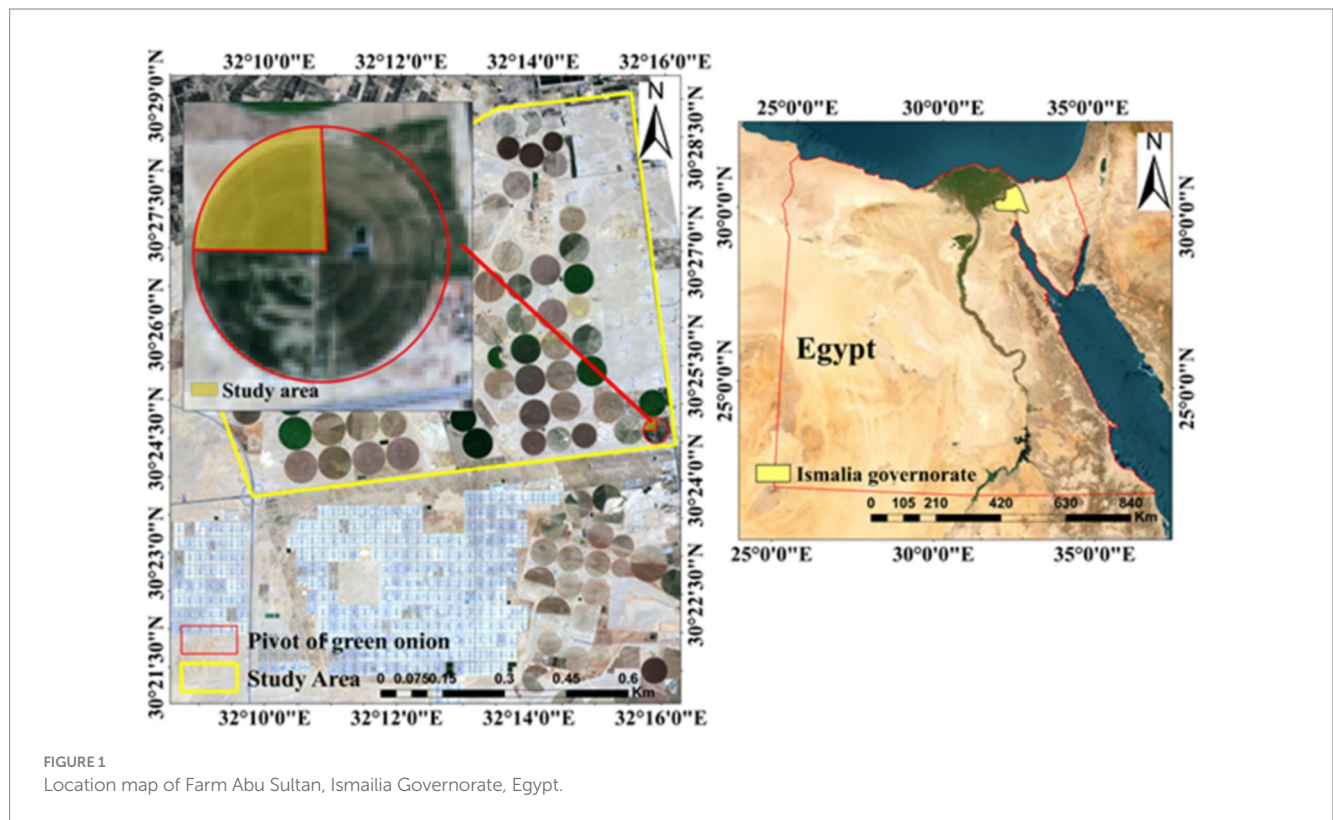 32°10'0"E 32°12'0"E 32°14'0"E 32°16'0"E
N
30°29'0"N
30°27'30"N
30°26'0"N
30°24'30"N
30°23'0"N
30°21'30"N
30°28'30"N
30°27'0"N
30°25'30"N
30°24'0"N
30°22'30"N
Study area
Pivot of green onion
Study Area
0 0.075 0.15 0.3 0.45 0.6
Km
32°10'0"E 32°12'0"E 32°14'0"E 32°16'0"E
25°0'0"E 30°0'0"E 35°0'0"E
N
30°0'0"N
25°0'0"N
30°0'0"N
25°0'0"N
Egypt
Ismalia governorate
0 105 210 420 630 840
Km
25°0'0"E 30°0'0"E 35°0'0"E
FIGURE 1
Location map of Farm Abu Sultan, Ismailia Governorate, Egypt.